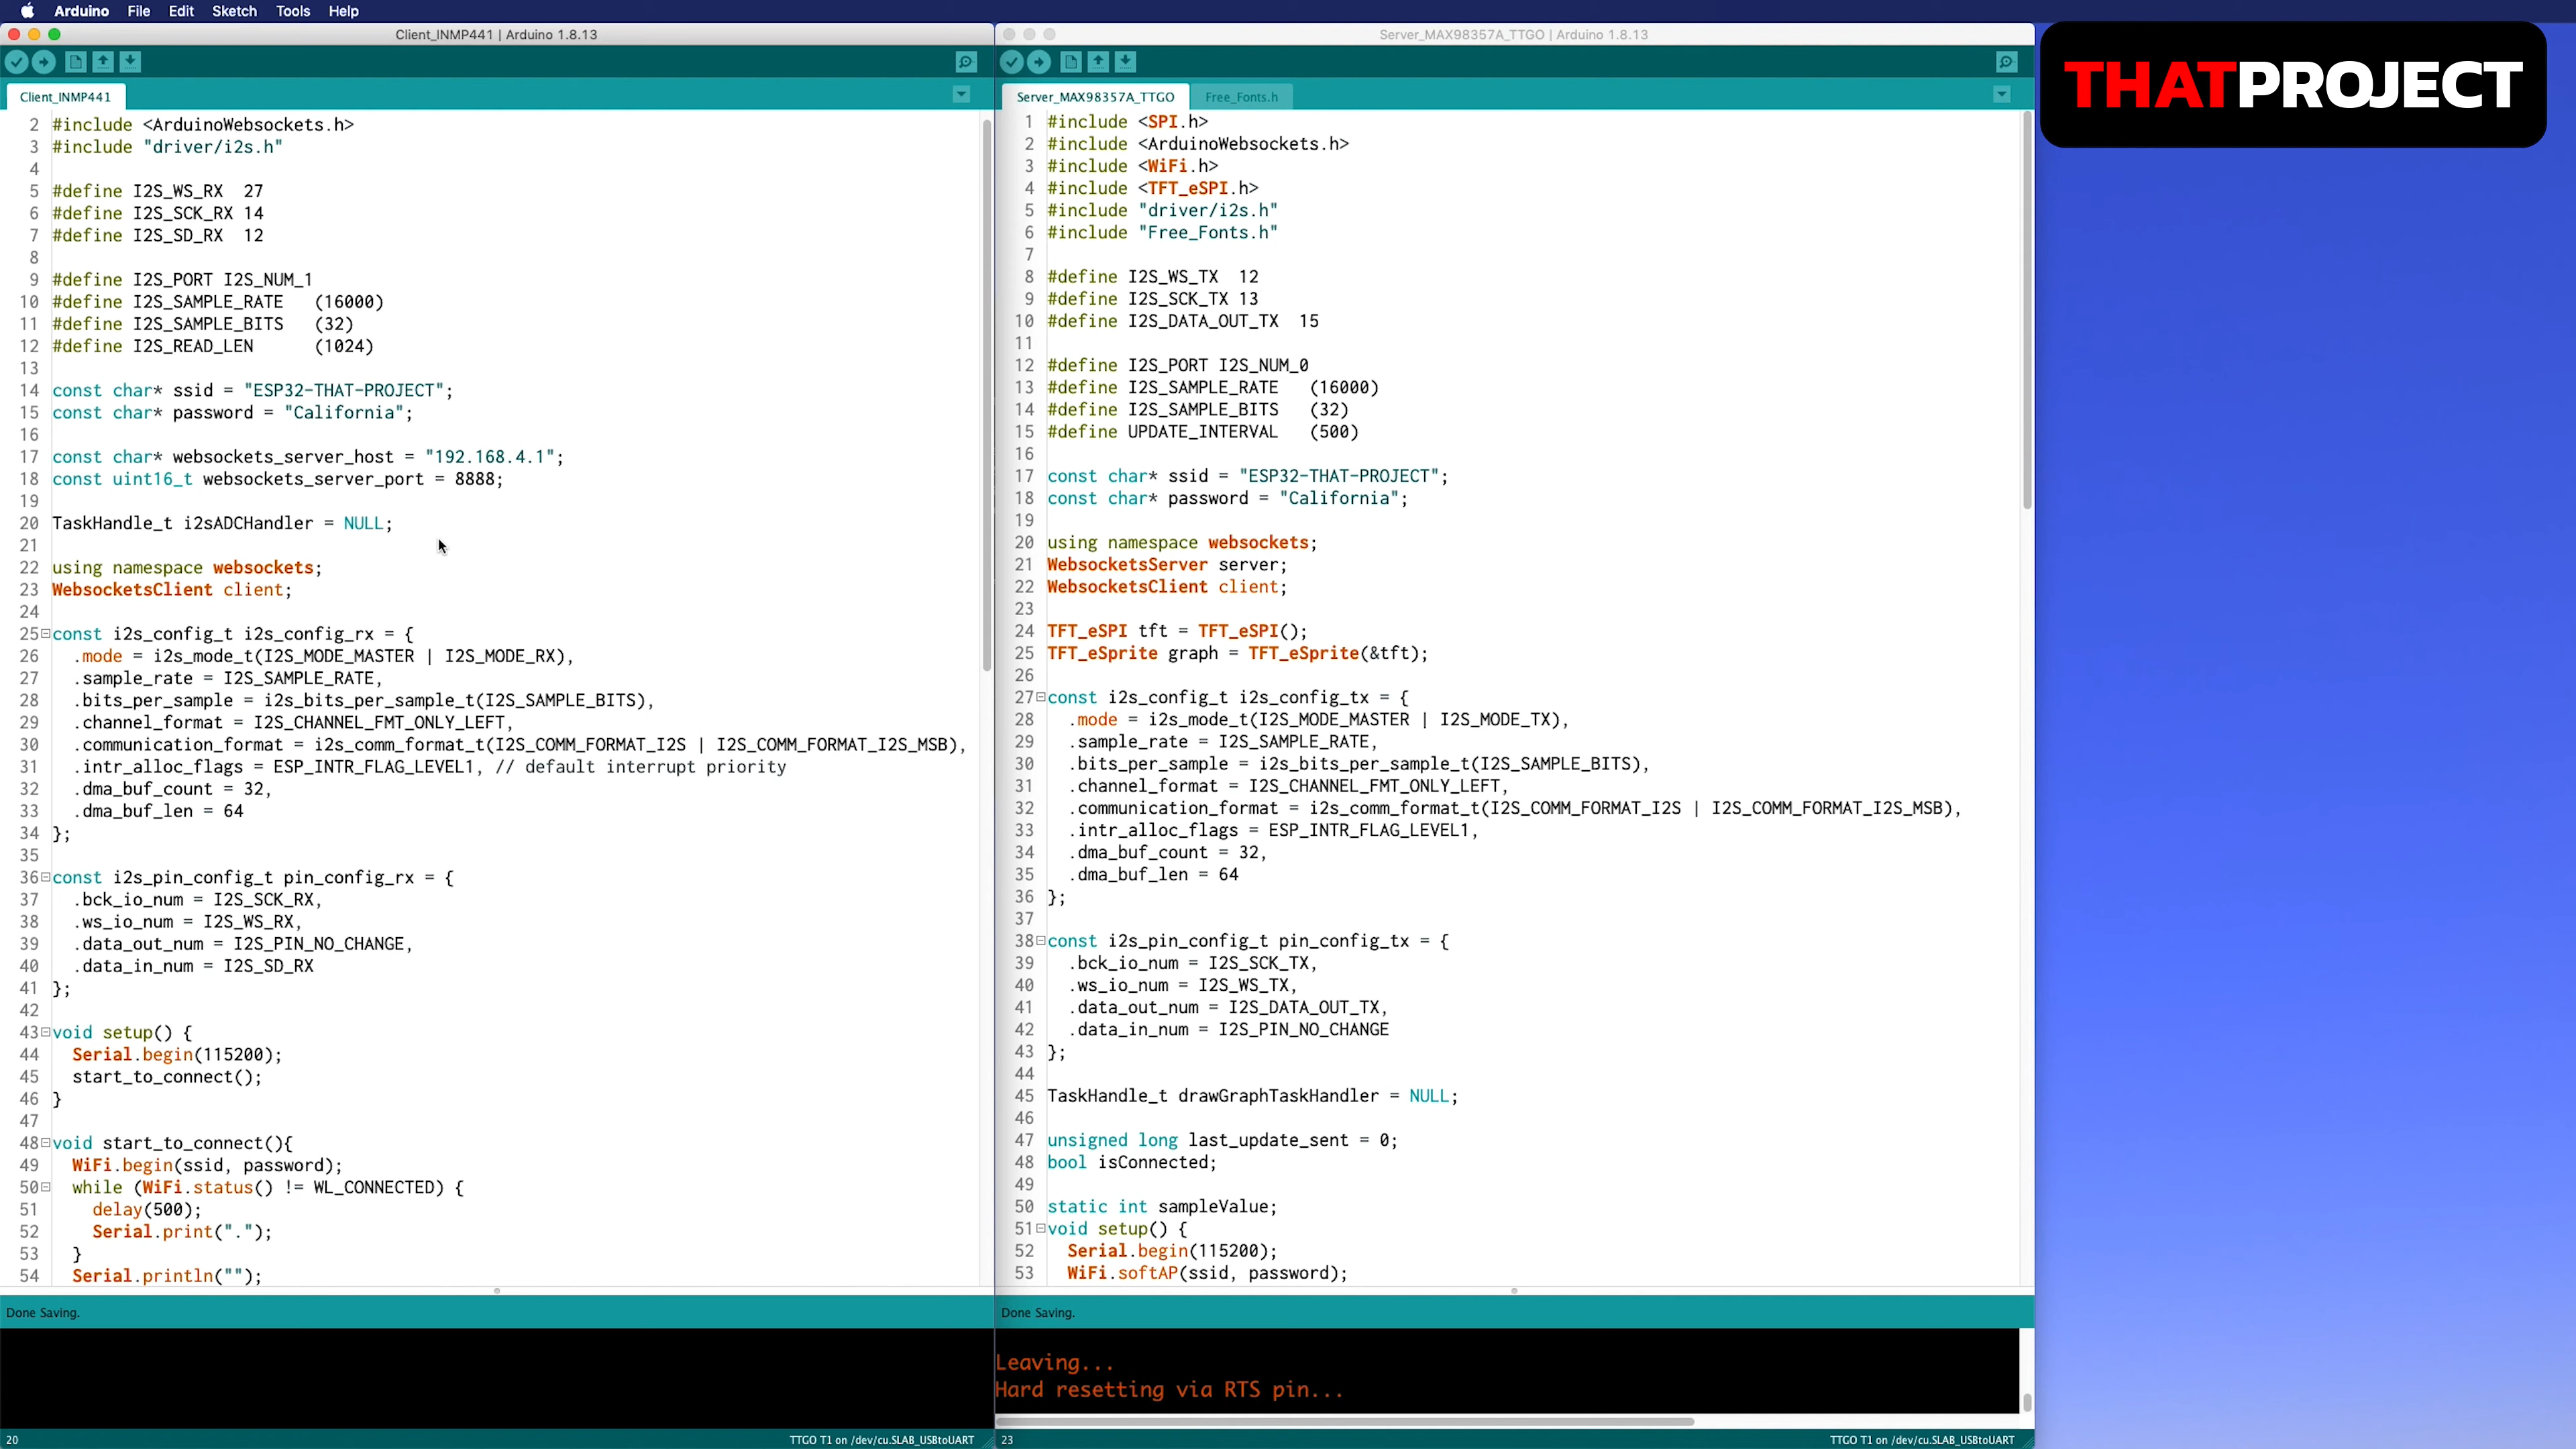 Arduino File Edit Sketch Tools Help
Client_INMP441 | Arduino 1.8.13
Client_INMP441
2 #include <ArduinoWebsockets.h>
3 #include "driver/i2s.h"
4
5 #define I2S_WS_RX  27
6 #define I2S_SCK_RX 14
7 #define I2S_SD_RX  12
8
9 #define I2S_PORT I2S_NUM_1
10 #define I2S_SAMPLE_RATE   (16000)
11 #define I2S_SAMPLE_BITS   (32)
12 #define I2S_READ_LEN      (1024)
13
14 const char* ssid = "ESP32-THAT-PROJECT";
15 const char* password = "California";
16
17 const char* websockets_server_host = "192.168.4.1";
18 const uint16_t websockets_server_port = 8888;
19
20 TaskHandle_t i2sADCHandler = NULL;
21
22 using namespace websockets;
23 WebsocketsClient client;
24
25 const i2s_config_t i2s_config_rx = {
26   .mode = i2s_mode_t(I2S_MODE_MASTER | I2S_MODE_RX),
27   .sample_rate = I2S_SAMPLE_RATE,
28   .bits_per_sample = i2s_bits_per_sample_t(I2S_SAMPLE_BITS),
29   .channel_format = I2S_CHANNEL_FMT_ONLY_LEFT,
30   .communication_format = i2s_comm_format_t(I2S_COMM_FORMAT_I2S | I2S_COMM_FORMAT_I2S_MSB),
31   .intr_alloc_flags = ESP_INTR_FLAG_LEVEL1, // default interrupt priority
32   .dma_buf_count = 32,
33   .dma_buf_len = 64
34 };
35
36 const i2s_pin_config_t pin_config_rx = {
37   .bck_io_num = I2S_SCK_RX,
38   .ws_io_num = I2S_WS_RX,
39   .data_out_num = I2S_PIN_NO_CHANGE,
40   .data_in_num = I2S_SD_RX
41 };
42
43 void setup() {
44   Serial.begin(115200);
45   start_to_connect();
46 }
47
48 void start_to_connect(){
49   WiFi.begin(ssid, password);
50   while (WiFi.status() != WL_CONNECTED) {
51     delay(500);
52     Serial.print(".");
53   }
54   Serial.println("");
Done Saving.
20 TTGO T1 on /dev/cu.SLAB_USBtoUART
Server_MAX98357A_TTGO | Arduino 1.8.13
Server_MAX98357A_TTGO Free_Fonts.h
1 #include <SPI.h>
2 #include <ArduinoWebsockets.h>
3 #include <WiFi.h>
4 #include <TFT_eSPI.h>
5 #include "driver/i2s.h"
6 #include "Free_Fonts.h"
7
8 #define I2S_WS_TX  12
9 #define I2S_SCK_TX 13
10 #define I2S_DATA_OUT_TX  15
11
12 #define I2S_PORT I2S_NUM_0
13 #define I2S_SAMPLE_RATE   (16000)
14 #define I2S_SAMPLE_BITS   (32)
15 #define UPDATE_INTERVAL   (500)
16
17 const char* ssid = "ESP32-THAT-PROJECT";
18 const char* password = "California";
19
20 using namespace websockets;
21 WebsocketsServer server;
22 WebsocketsClient client;
23
24 TFT_eSPI tft = TFT_eSPI();
25 TFT_eSprite graph = TFT_eSprite(&tft);
26
27 const i2s_config_t i2s_config_tx = {
28   .mode = i2s_mode_t(I2S_MODE_MASTER | I2S_MODE_TX),
29   .sample_rate = I2S_SAMPLE_RATE,
30   .bits_per_sample = i2s_bits_per_sample_t(I2S_SAMPLE_BITS),
31   .channel_format = I2S_CHANNEL_FMT_ONLY_LEFT,
32   .communication_format = i2s_comm_format_t(I2S_COMM_FORMAT_I2S | I2S_COMM_FORMAT_I2S_MSB),
33   .intr_alloc_flags = ESP_INTR_FLAG_LEVEL1,
34   .dma_buf_count = 32,
35   .dma_buf_len = 64
36 };
37
38 const i2s_pin_config_t pin_config_tx = {
39   .bck_io_num = I2S_SCK_TX,
40   .ws_io_num = I2S_WS_TX,
41   .data_out_num = I2S_DATA_OUT_TX,
42   .data_in_num = I2S_PIN_NO_CHANGE
43 };
44
45 TaskHandle_t drawGraphTaskHandler = NULL;
46
47 unsigned long last_update_sent = 0;
48 bool isConnected;
49
50 static int sampleValue;
51 void setup() {
52   Serial.begin(115200);
53   WiFi.softAP(ssid, password);
Done Saving.
Leaving...
Hard resetting via RTS pin...
23 TTGO T1 on /dev/cu.SLAB_USBtoUART
THATPROJECT